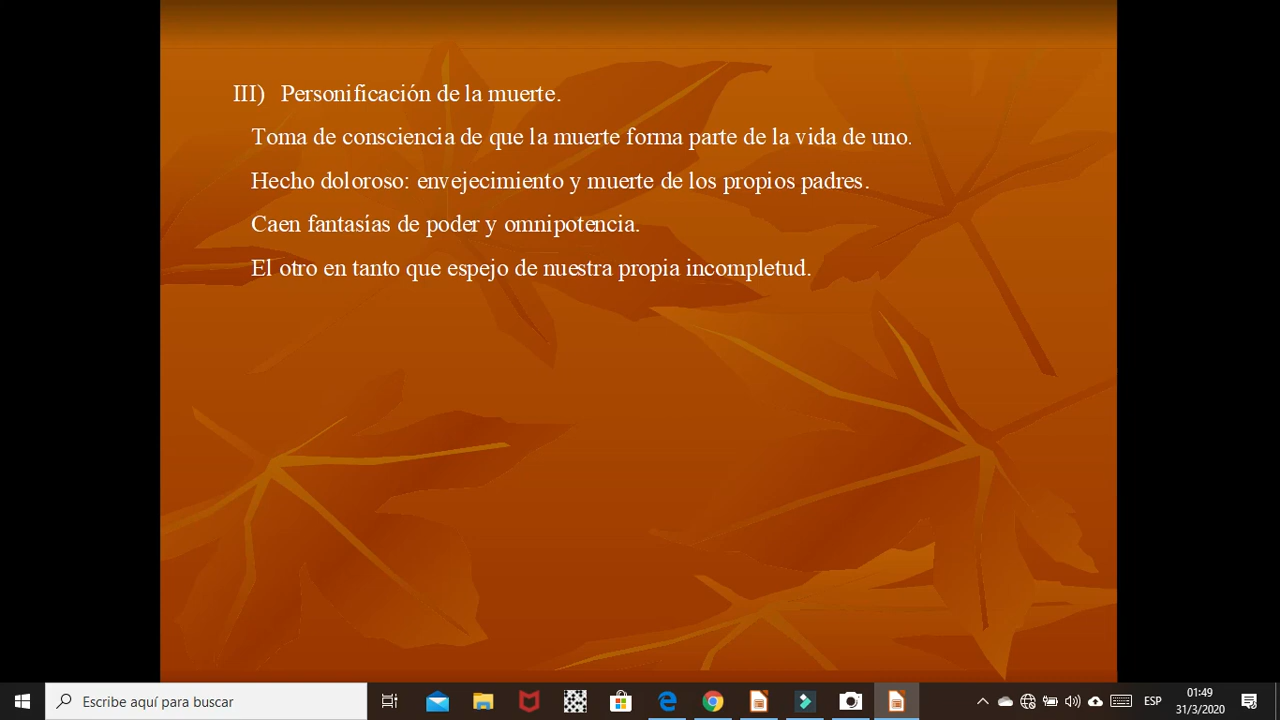 III) Personificación de la muerte.
Toma de consciencia de que la muerte forma parte de la vida de uno.
Hecho doloroso: envejecimiento y muerte de los propios padres.
Caen fantasías de poder y omnipotencia.
El otro en tanto que espejo de nuestra propia incompletud.
Escribe aquí para buscar
ESP
01:49
31/3/2020